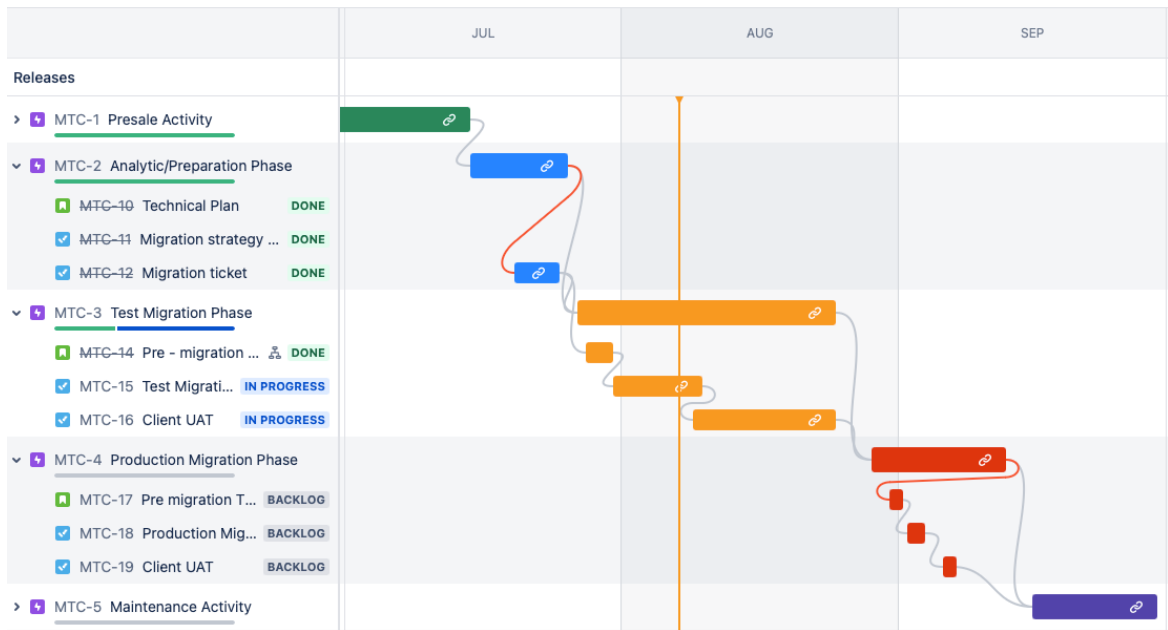 JUL AUG SEP
Releases
MTC-1 Presale Activity
MTC-2 Analytic/Preparation Phase
MTC-10 Technical Plan DONE
MTC-11 Migration strategy ... DONE
MTC-12 Migration ticket DONE
MTC-3 Test Migration Phase
MTC-14 Pre - migration ... DONE
MTC-15 Test Migrati... IN PROGRESS
MTC-16 Client UAT IN PROGRESS
MTC-4 Production Migration Phase
MTC-17 Pre migration T... BACKLOG
MTC-18 Production Mig... BACKLOG
MTC-19 Client UAT BACKLOG
MTC-5 Maintenance Activity